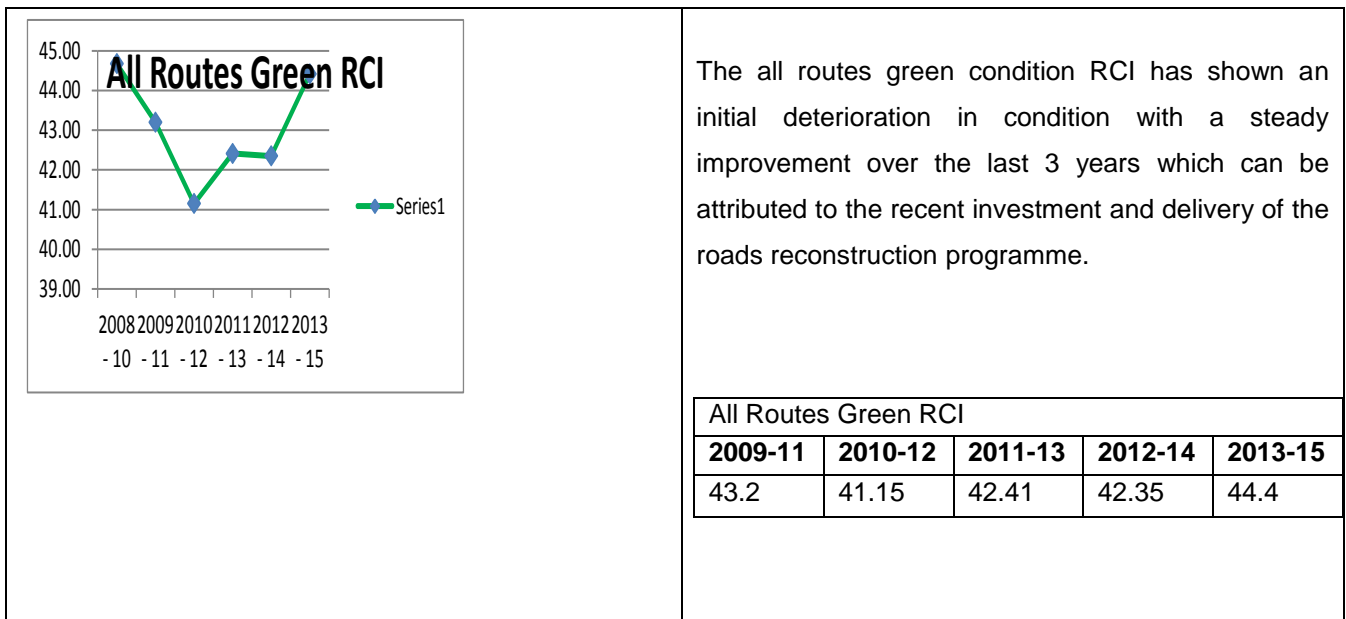 All Routes Green RCI
45.00
44.00
43.00
42.00
41.00
40.00
39.00
2008 2009 2010 2011 2012 2013
- 10 - 11 - 12 - 13 - 14 - 15
Series1
The all routes green condition RCI has shown an
initial deterioration in condition with a steady
improvement over the last 3 years which can be
attributed to the recent investment and delivery of the
roads reconstruction programme.
All Routes Green RCI
2009-11 2010-12 2011-13 2012-14 2013-15
43.2 41.15 42.41 42.35 44.4